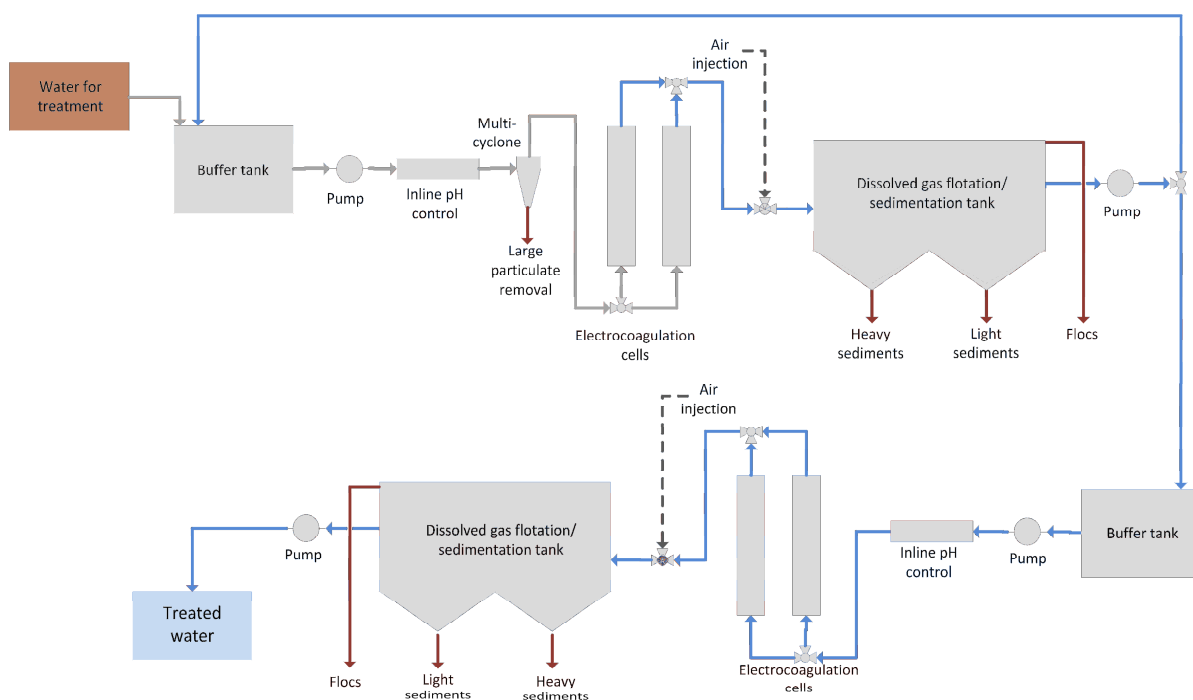 Air
injection
Water for
treatment
Multi-
cyclone
Buffer tank
Pump
Inline pH
control
Large
particulate
removal
Electrocoagulation
cells
Dissolved gas flotation/
sedimentation tank
Pump
Heavy
sediments
Light
sediments
Flocs
Air
injection
Dissolved gas flotation/
sedimentation tank
Pump
Treated
water
Flocs
Light
sediments
Heavy
sediments
Electrocoagulation
cells
Inline pH
control
Pump
Buffer tank